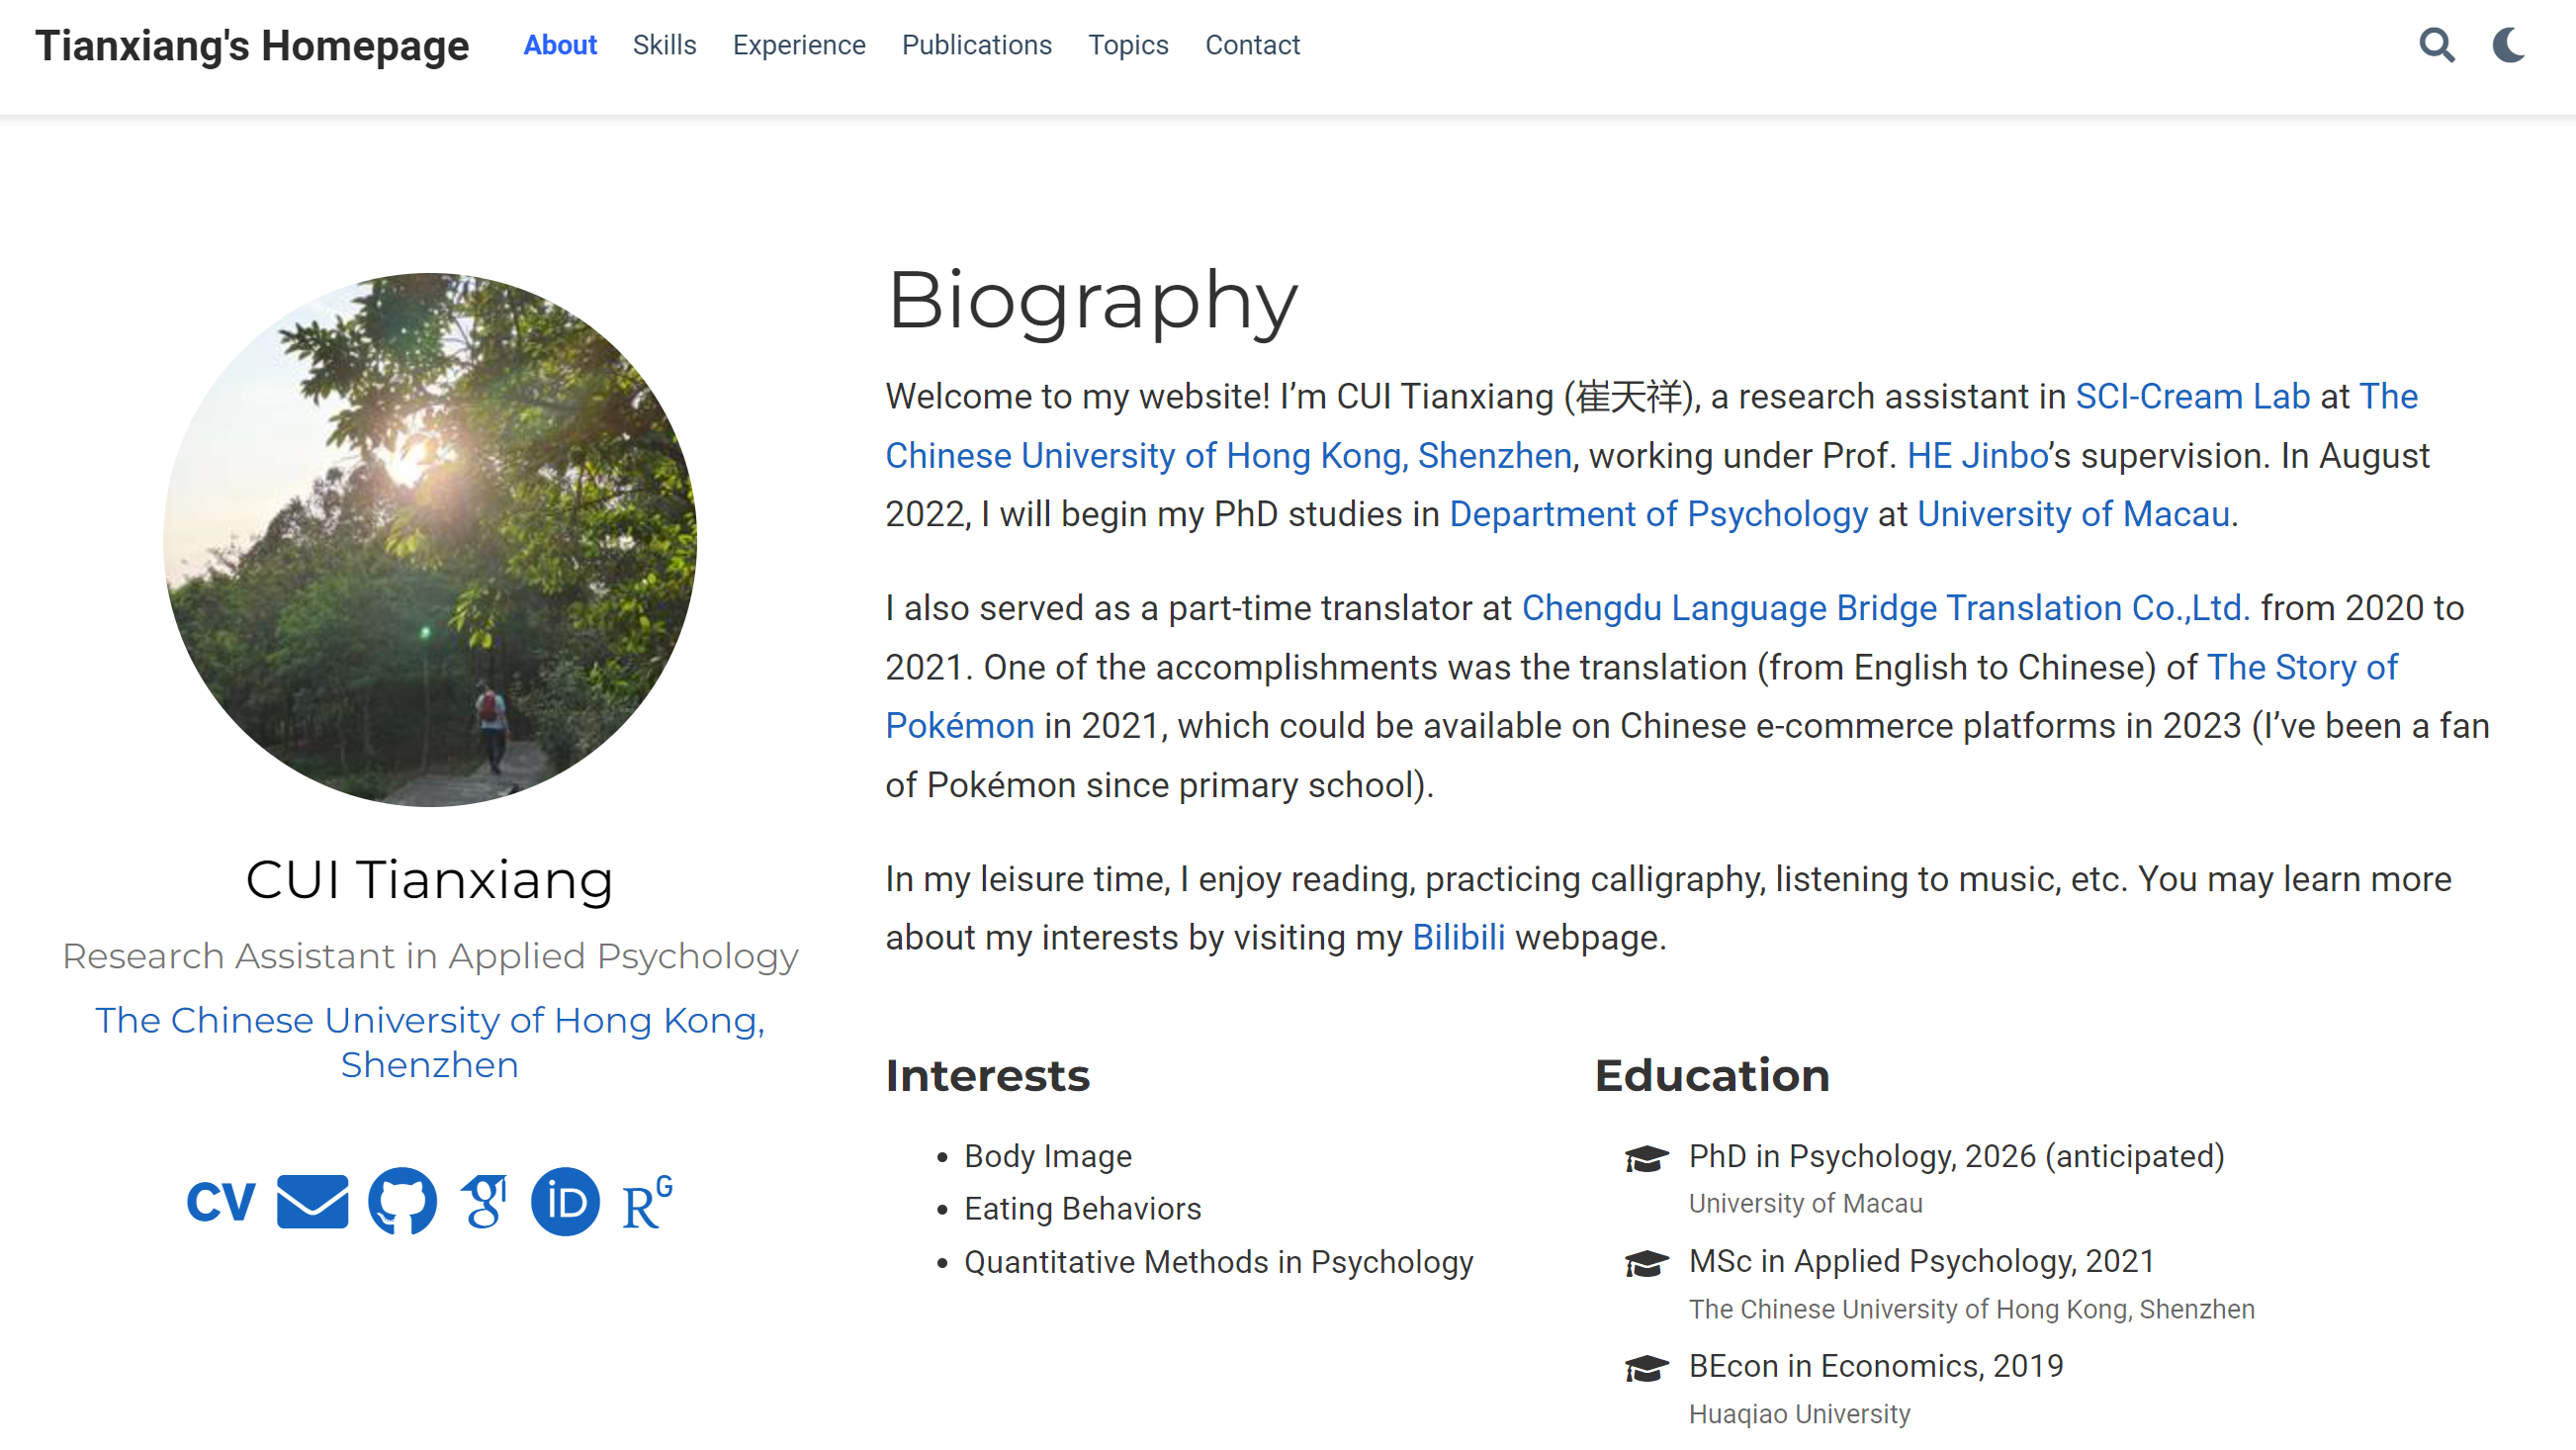 Tianxiang's Homepage About Skills Experience Publications Topics Contact
Biography
Welcome to my website! I’m CUI Tianxiang (崔天祥), a research assistant in SCI-Cream Lab at The
Chinese University of Hong Kong, Shenzhen, working under Prof. HE Jinbo’s supervision. In August
2022, I will begin my PhD studies in Department of Psychology at University of Macau.
I also served as a part-time translator at Chengdu Language Bridge Translation Co.,Ltd. from 2020 to
2021. One of the accomplishments was the translation (from English to Chinese) of The Story of
Pokémon in 2021, which could be available on Chinese e-commerce platforms in 2023 (I’ve been a fan
of Pokémon since primary school).
In my leisure time, I enjoy reading, practicing calligraphy, listening to music, etc. You may learn more
about my interests by visiting my Bilibili webpage.
CUI Tianxiang
Research Assistant in Applied Psychology
The Chinese University of Hong Kong,
Shenzhen
CV g iD RG
Interests
Body Image
Eating Behaviors
Quantitative Methods in Psychology
Education
PhD in Psychology, 2026 (anticipated)
University of Macau
MSc in Applied Psychology, 2021
The Chinese University of Hong Kong, Shenzhen
BEcon in Economics, 2019
Huaqiao University